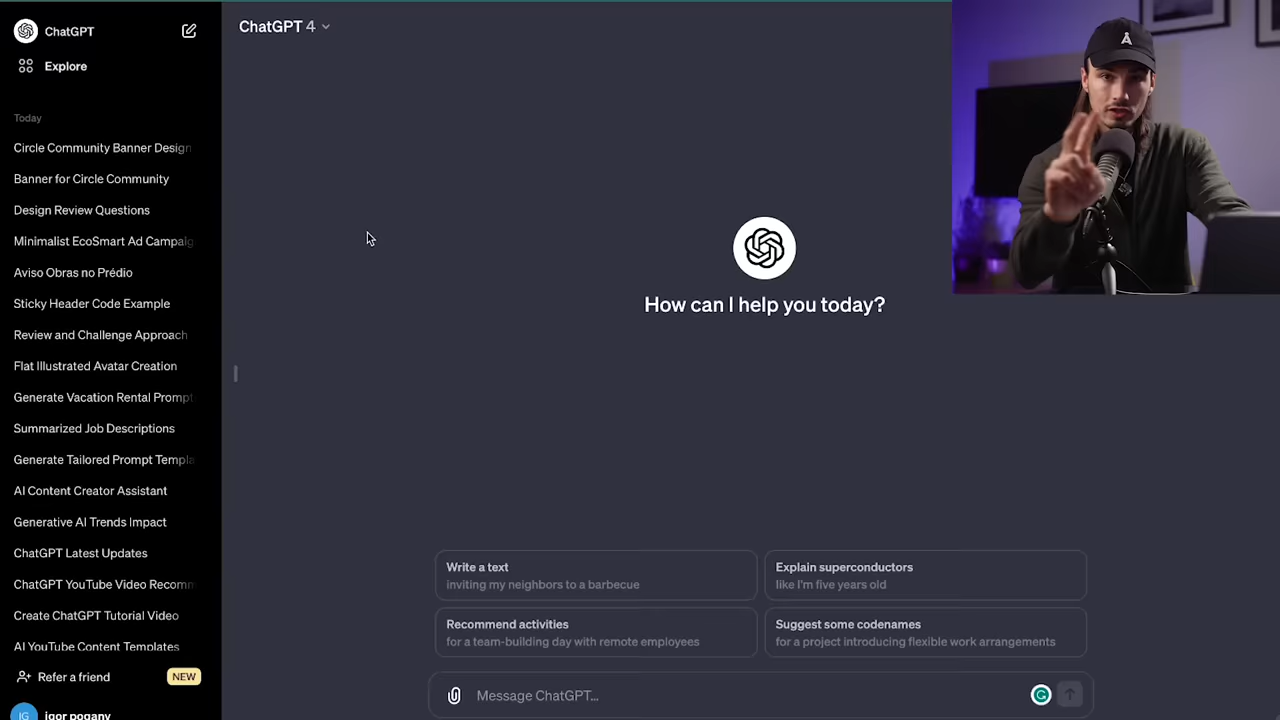 ChatGPT
Explore
Today
Circle Community Banner Design
Banner for Circle Community
Design Review Questions
Minimalist EcoSmart Ad Campaig
Aviso Obras no Prédio
Sticky Header Code Example
Review and Challenge Approach
Flat Illustrated Avatar Creation
Generate Vacation Rental Prompt
Summarized Job Descriptions
Generate Tailored Prompt Templa
AI Content Creator Assistant
Generative AI Trends Impact
ChatGPT Latest Updates
ChatGPT YouTube Video Recomm
Create ChatGPT Tutorial Video
AI YouTube Content Templates
Refer a friend NEW
IG igor pogany
ChatGPT 4
How can I help you today?
Write a text
inviting my neighbors to a barbecue
Explain superconductors
like I'm five years old
Recommend activities
for a team-building day with remote employees
Suggest some codenames
for a project introducing flexible work arrangements
Message ChatGPT...